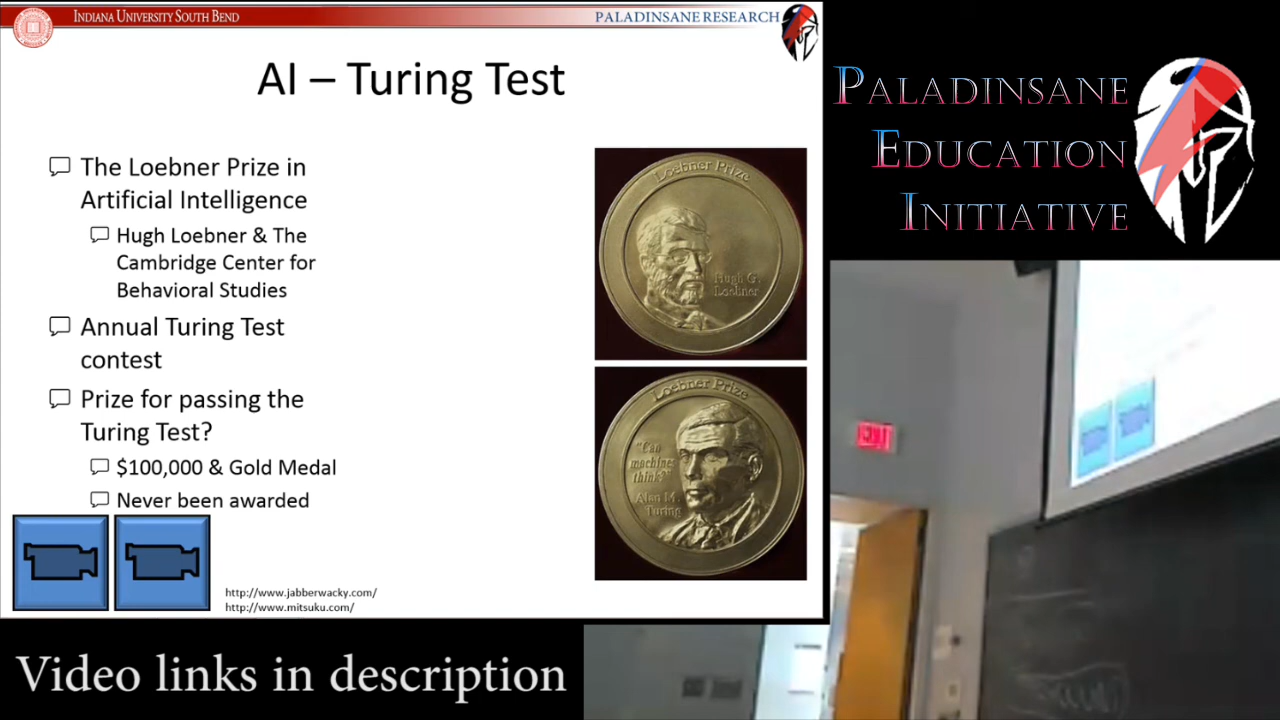 INDIANA UNIVERSITY SOUTH BEND
PALADINSANE RESEARCH
AI – Turing Test
The Loebner Prize in
Artificial Intelligence
Hugh Loebner & The
Cambridge Center for
Behavioral Studies
Annual Turing Test
contest
Prize for passing the
Turing Test?
$100,000 & Gold Medal
Never been awarded
http://www.jabberwacky.com/
http://www.mitsuku.com/
Loebner Prize
Hugh G.
Loebner
Loebner Prize
"Can
machines
think?"
Alan M.
Turing
PALADINSANE
EDUCATION
INITIATIVE
EXIT
Video links in description